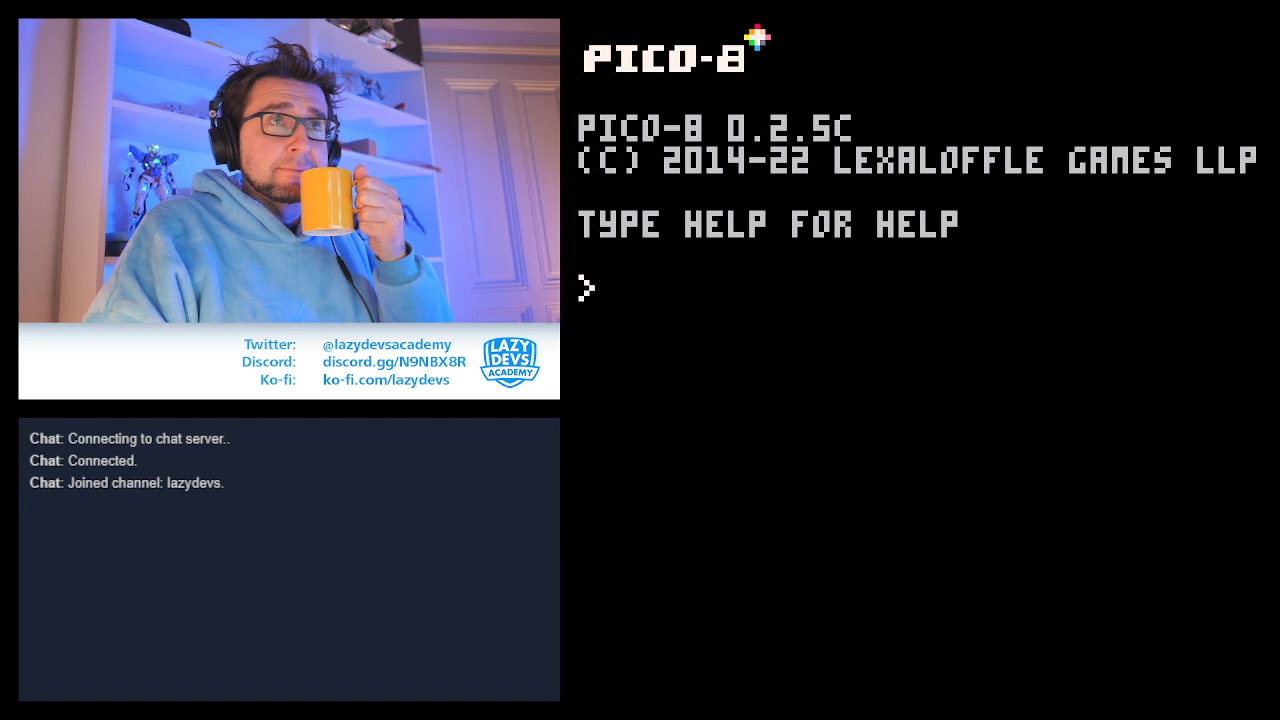 Twitter: @lazydevsacademy
Discord: discord.gg/N9NBX8R
Ko-fi: ko-fi.com/lazydevs
LAZY
DEVS
ACADEMY
Chat: Connecting to chat server..
Chat: Connected.
Chat: Joined channel: lazydevs.
PICO-8
PICO-8 0.2.5C
(C) 2014-22 LEXALOFFLE GAMES LLP
TYPE HELP FOR HELP
>